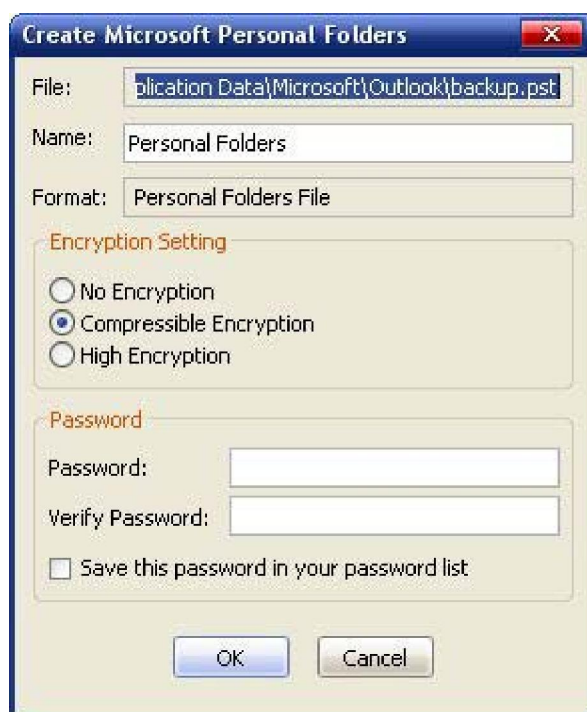 Create Microsoft Personal Folders
File: plication Data\Microsoft\Outlook\backup.pst
Name: Personal Folders
Format: Personal Folders File
Encryption Setting
No Encryption
Compressible Encryption
High Encryption
Password
Password:
Verify Password:
Save this password in your password list
OK Cancel